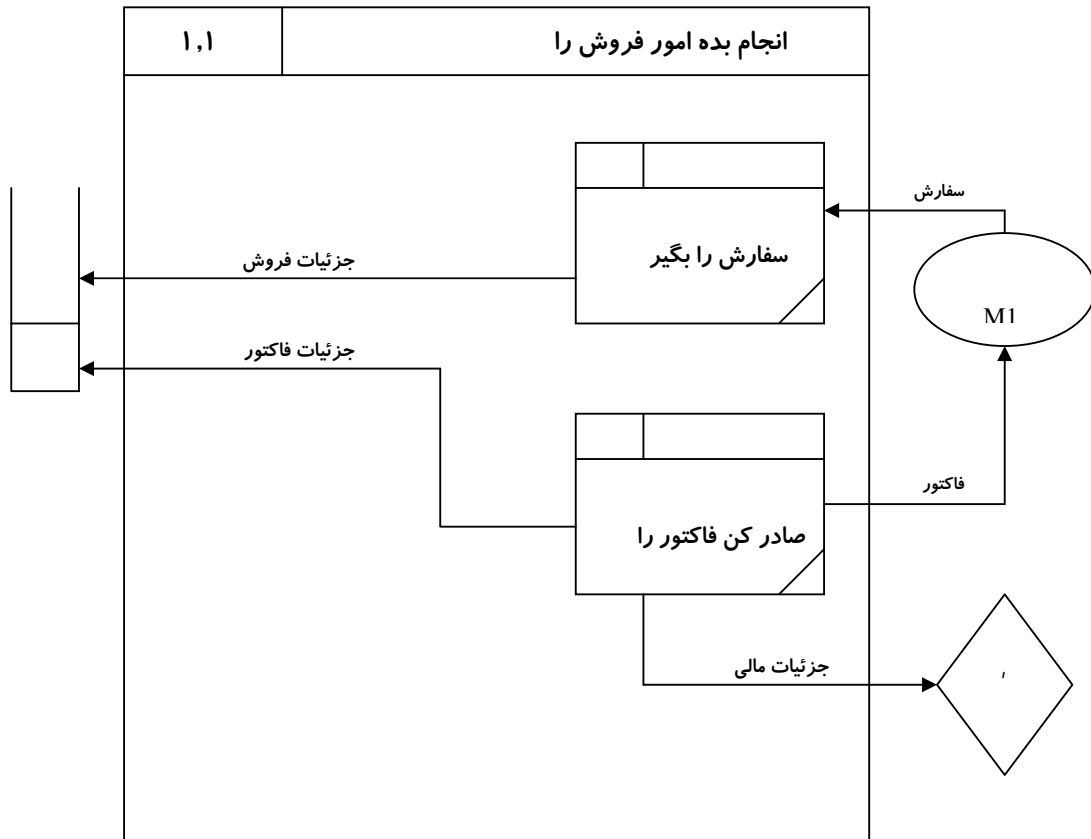 انجام بده امور فروش را
۱,۱
سفارش
سفارش را بگیر
جزئیات فروش
M1
جزئیات فاکتور
فاکتور
صادر کن فاکتور را
جزئیات مالی